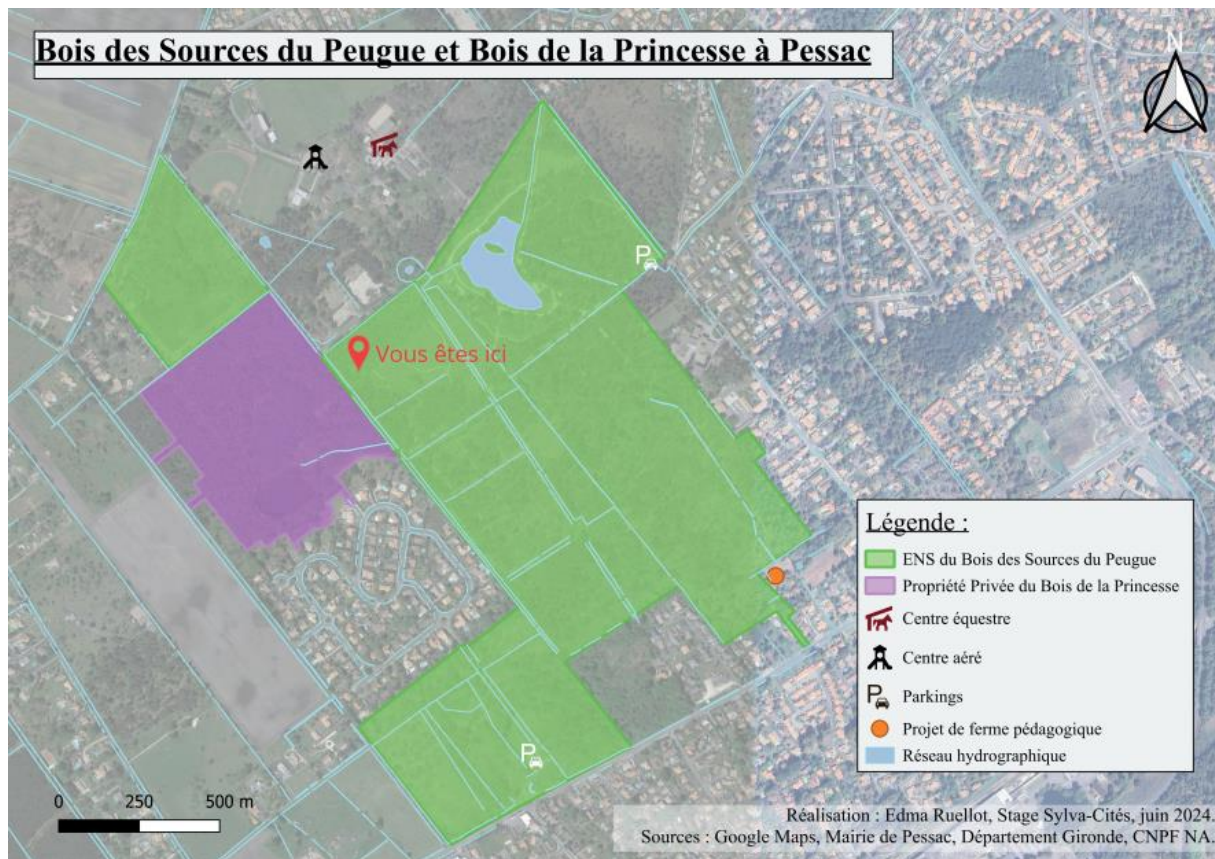 Bois des Sources du Peugue et Bois de la Princesse à Pessac
N
P
Vous êtes ici
Légende :
ENS du Bois des Sources du Peugue
Propriété Privée du Bois de la Princesse
Centre équestre
Centre aéré
P
Parkings
Projet de ferme pédagogique
Réseau hydrographique
P
0 250 500 m
Réalisation : Edma Ruellot, Stage Sylva-Cités, juin 2024.
Sources : Google Maps, Mairie de Pessac, Département Gironde, CNPF NA.